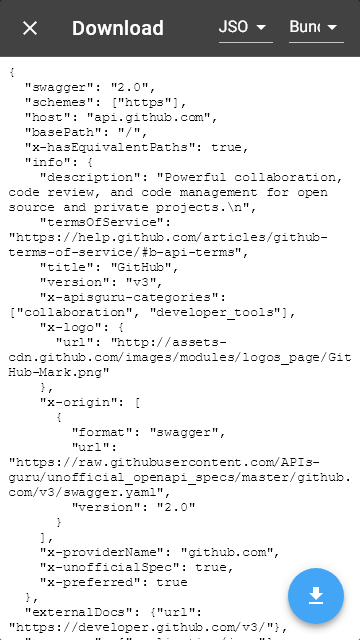 Download JSO Bun
{
"swagger": "2.0",
"schemes": ["https"],
"host": "api.github.com",
"basePath": "/",
"x-hasEquivalentPaths": true,
"info": {
"description": "Powerful collaboration,
code review, and code management for open
source and private projects.\n",
"termsOfService":
"https://help.github.com/articles/github-
terms-of-service/#b-api-terms",
"title": "GitHub",
"version": "v3",
"x-apisguru-categories":
["collaboration", "developer_tools"],
"x-logo": {
"url": "http://assets-
cdn.github.com/images/modules/logos_page/Git
Hub-Mark.png"
},
"x-origin": [
{
"format": "swagger",
"url":
"https://raw.githubusercontent.com/APIs-
guru/unofficial_openapi_specs/master/github.
com/v3/swagger.yaml",
"version": "2.0"
}
],
"x-providerName": "github.com",
"x-unofficialSpec": true,
"x-preferred": true
},
"externalDocs": {"url":
"https://developer.github.com/v3/"},